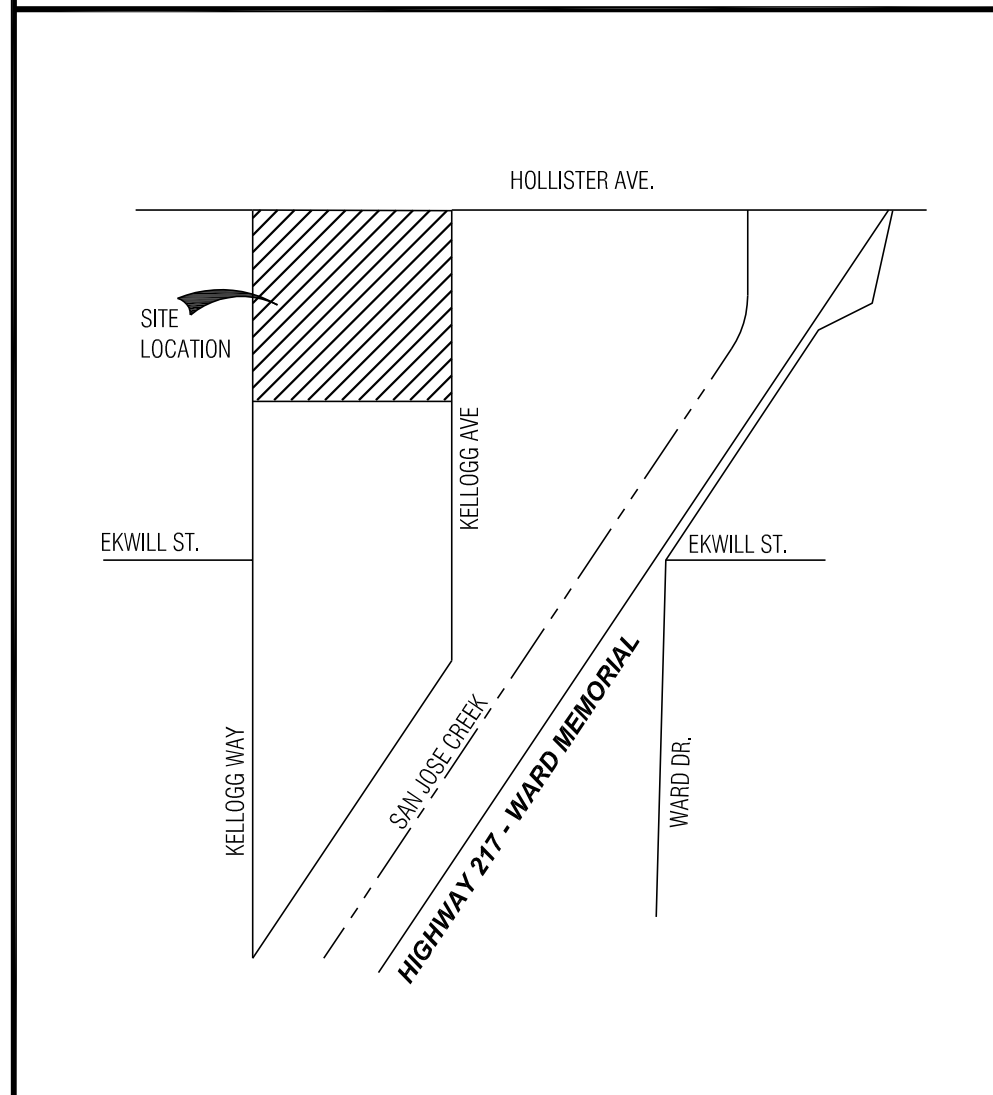 HOLLISTER AVE.
SITE
LOCATION
KELLOGG AVE
EKWILL ST.
EKWILL ST.
SAN JOSE CREEK
HIGHWAY 217 - WARD MEMORIAL
KELLOGG WAY
WARD DR.